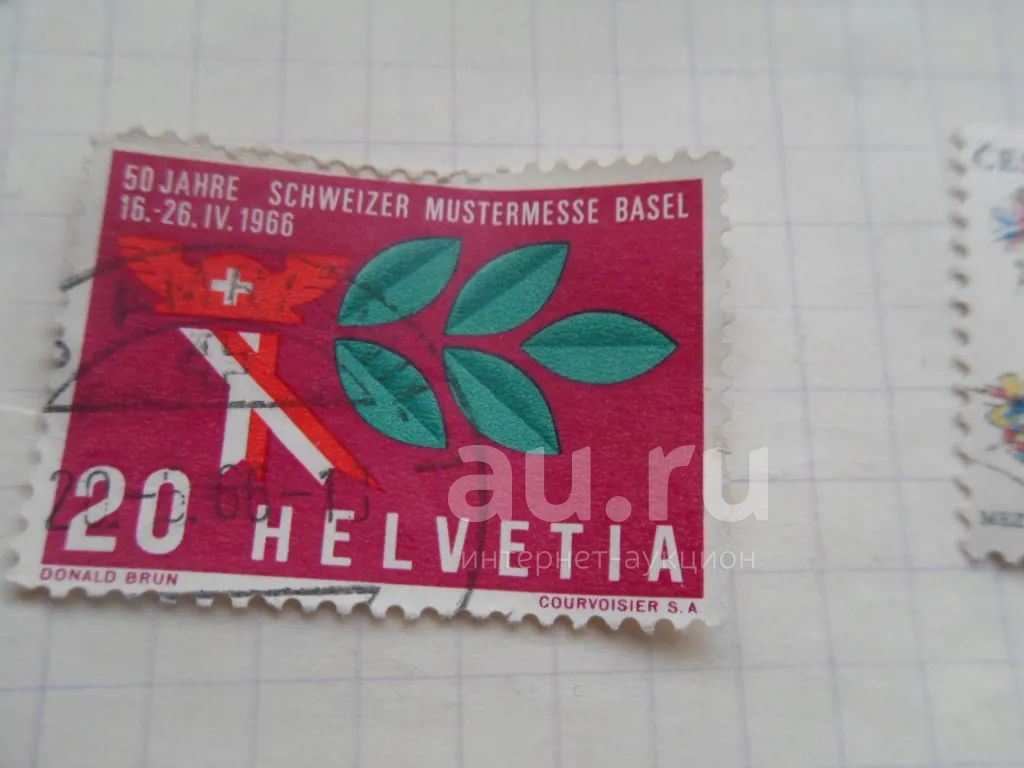 50 JAHRE SCHWEIZER MUSTERMESSE BASEL
16.-26.IV.1966
20 HELVETIA
DONALD BRUN
COURVOISIER S.A
au.ru
интернет-аукцион